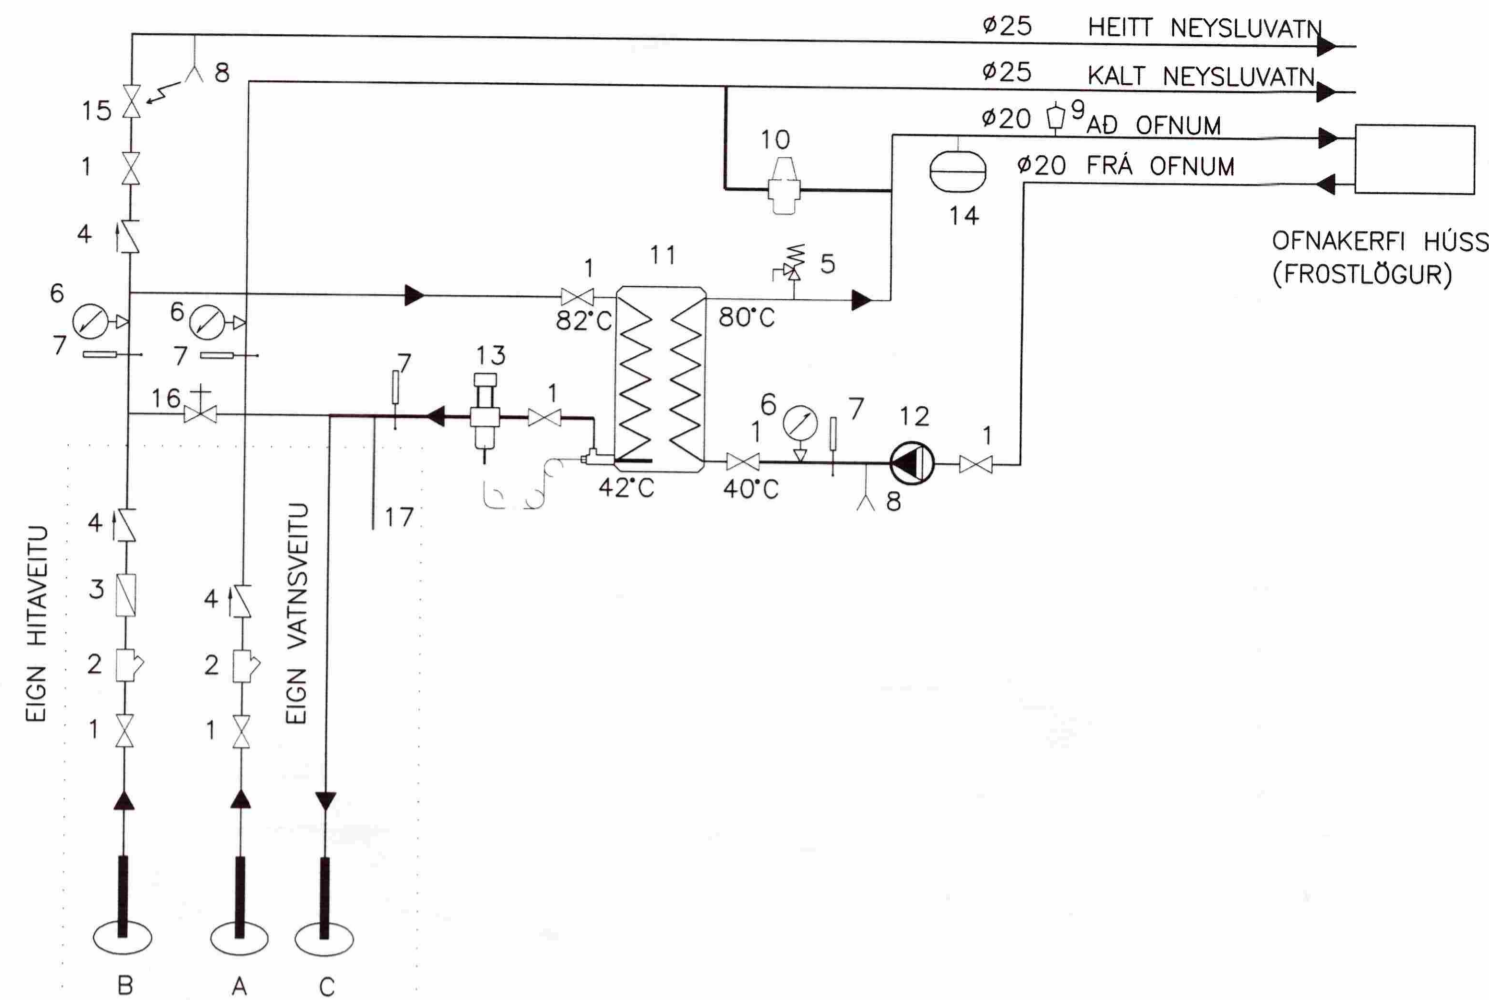 ø25 HEITT NEYSLUVATN
8
ø25 KALT NEYSLUVATN
15
ø20 9 AÐ OFNUM
10
1
ø20 FRÁ OFNUM
14
4
OFNAKERFI HÚSS
(FROSTLÖGUR)
11
1
5
6
6
82°C
80°C
7
7
7
13
16
1
6
7
12
1
1
42°C
40°C
8
17
4
EIGN HITAVEITU
EIGN VATNSVEITU
3
4
2
2
1
1
B
A
C